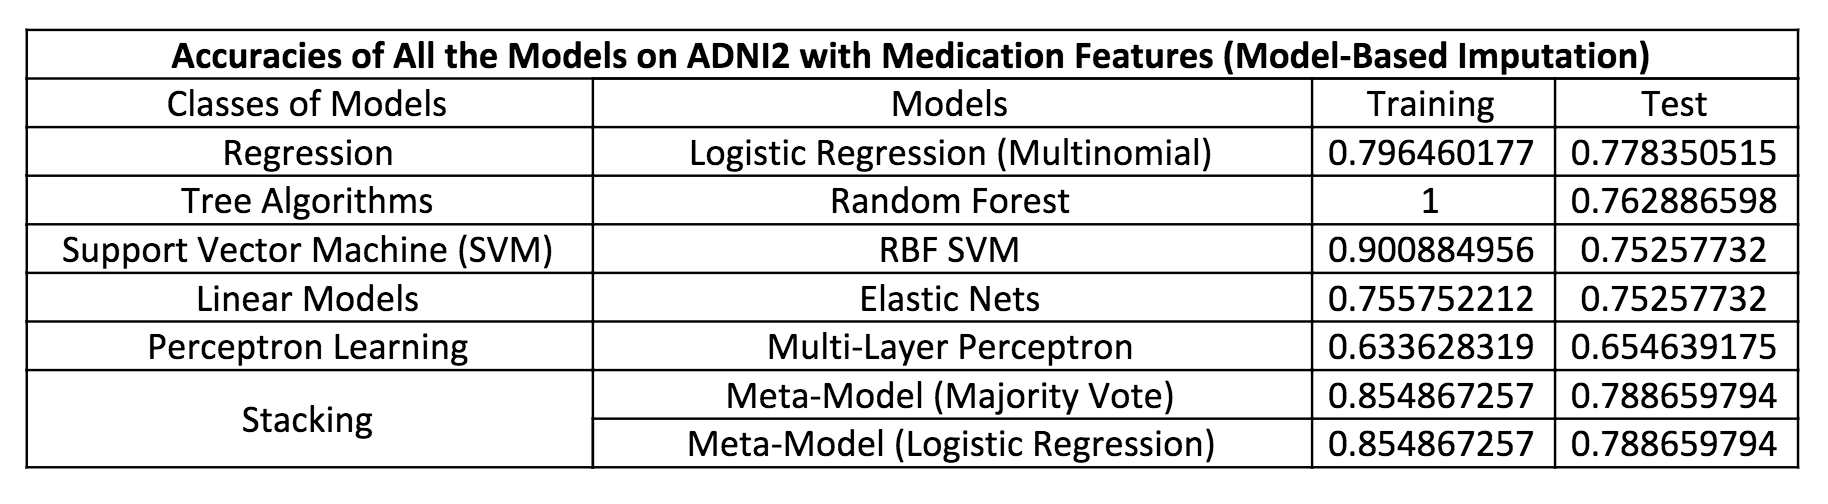 Accuracies of All the Models on ADNI2 with Medication Features (Model-Based Imputation)
Classes of Models Models Training Test
Regression Logistic Regression (Multinomial) 0.796460177 0.778350515
Tree Algorithms Random Forest 1 0.762886598
Support Vector Machine (SVM) RBF SVM 0.900884956 0.75257732
Linear Models Elastic Nets 0.755752212 0.75257732
Perceptron Learning Multi-Layer Perceptron 0.633628319 0.654639175
Stacking Meta-Model (Majority Vote) 0.854867257 0.788659794
Meta-Model (Logistic Regression) 0.854867257 0.788659794